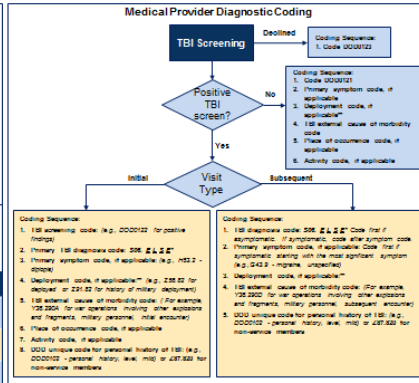 Medical Provider Diagnostic Coding
TBI Screening
Declined
Coding Sequence:
1. Code DOD0123
Positive
TBI
screen?
No
Coding Sequence:
1. Code DOD0121
2. Primary symptom code, if
applicable
3. Deployment code, if
applicable**
4. TBI external cause of morbidity
code
5. Place of occurrence code, if
applicable
6. Activity code, if applicable
Yes
Visit
Type
Initial
Subsequent
Coding Sequence:
1. TBI screening code: (e.g., DOD0122 for positive
findings)
2. Primary TBI diagnosis code: S06. E L S E*
3. Primary symptom code, if applicable: (e.g., H53.2 -
diplopia)
4. Deployment code, if applicable:** (e.g., Z56.82 for
deployed or Z91.82 for history of military deployment)
5. TBI external cause of morbidity code: ( For example,
Y36.290A for war operations involving other explosions
and fragments, military personnel, initial encounter)
6. Place of occurrence code, if applicable
7. Activity code, if applicable
8. DOD unique code for personal history of TBI: (e.g.,
DOD0102 - personal history, level, mild) or Z87.820 for
non-service members
Coding Sequence:
1. TBI diagnosis code: S06. E L S E* Code first if
asymptomatic. If symptomatic, code after symptom code.
2. Primary symptom code, if applicable: Code first if
symptomatic starting with the most significant symptom
(e.g., G43.9 - migraine, unspecified)
3. Deployment code, if applicable:**
4. TBI external cause of morbidity code: (For example,
Y36.290D for war operations involving other explosions
and fragments, military personnel, subsequent encounter)
5. DOD unique code for personal history of TBI: (e.g.,
DOD0102 - personal history, level, mild) or Z87.820 for
non-service members